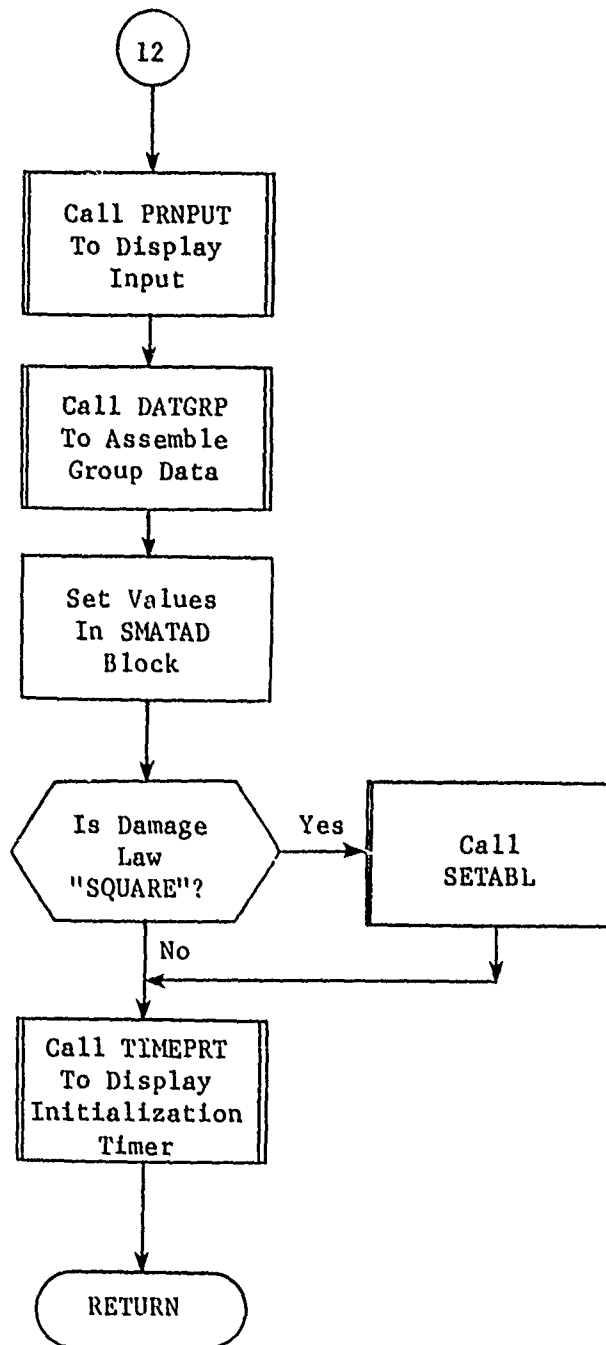 12
Call PRNPUT
To Display
Input
Call DATGRP
To Assemble
Group Data
Set Values
In SMATAD
Block
Is Damage
Law
"SQUARE"?
Yes
Call
SETABL
No
Call TIMEPRT
To Display
Initialization
Timer
RETURN